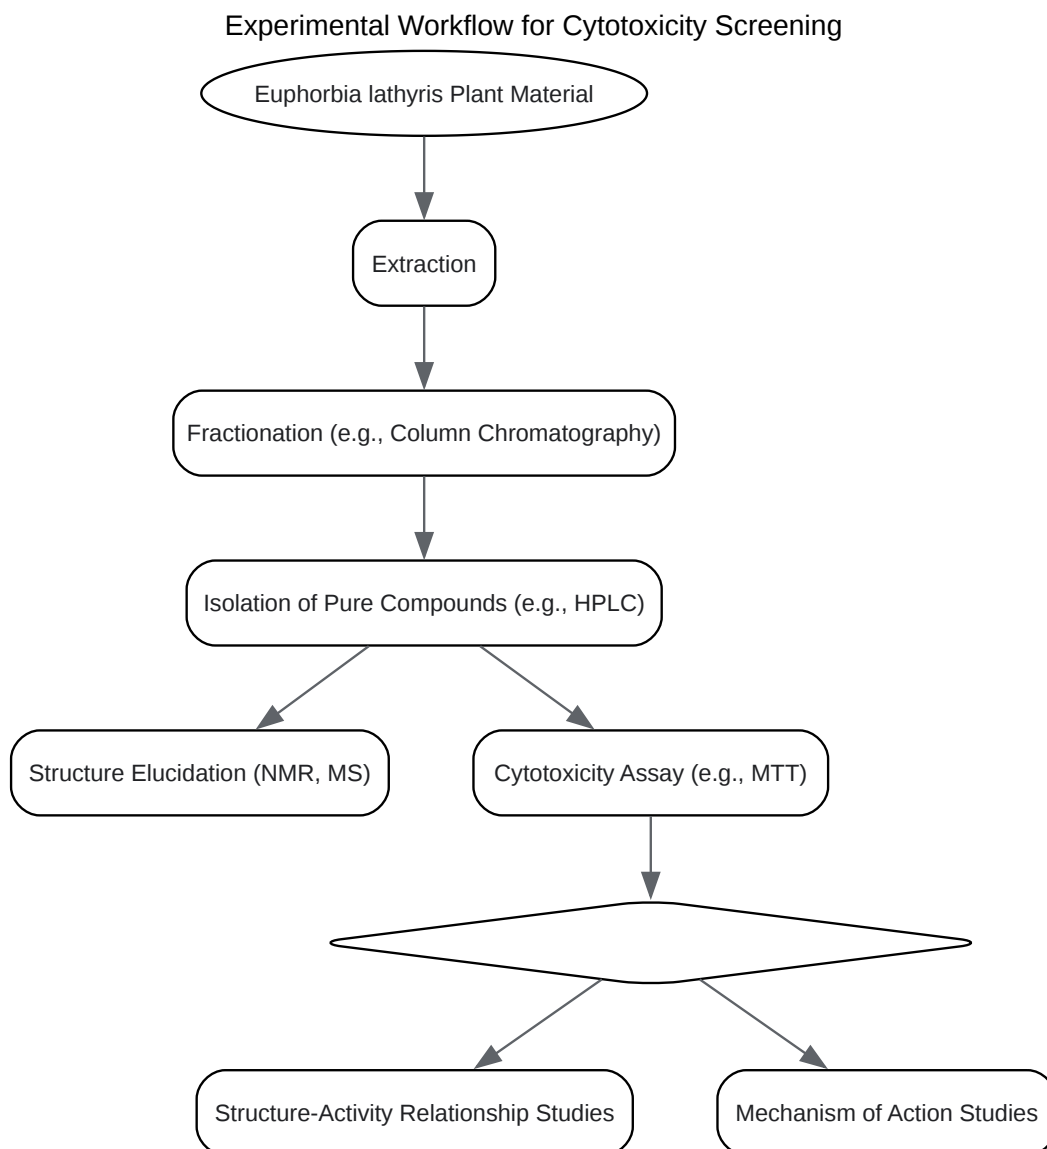 Experimental Workflow for Cytotoxicity Screening
Euphorbia lathyris Plant Material
Extraction
Fractionation (e.g., Column Chromatography)
Isolation of Pure Compounds (e.g., HPLC)
Structure Elucidation (NMR, MS)
Cytotoxicity Assay (e.g., MTT)
Structure-Activity Relationship Studies
Mechanism of Action Studies